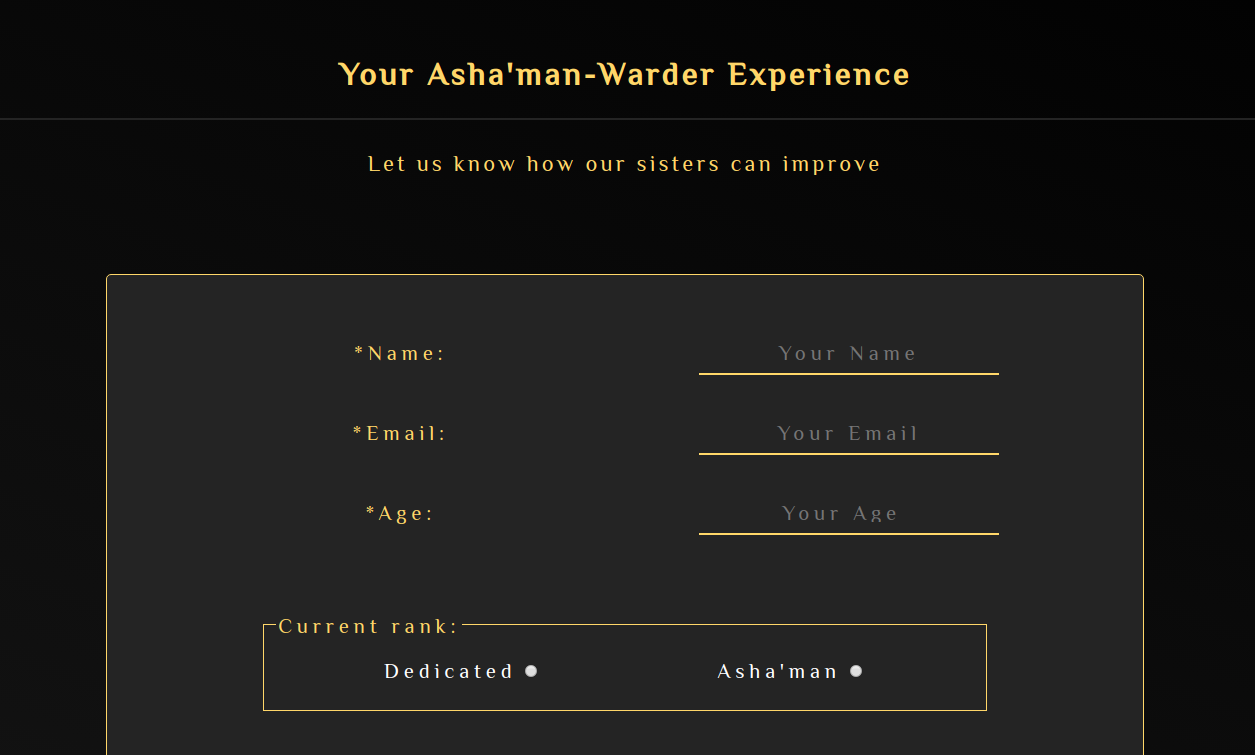 Your Asha'man-Warder Experience
Let us know how our sisters can improve
*Name: Your Name
*Email: Your Email
*Age: Your Age
Current rank:
Dedicated Asha'man